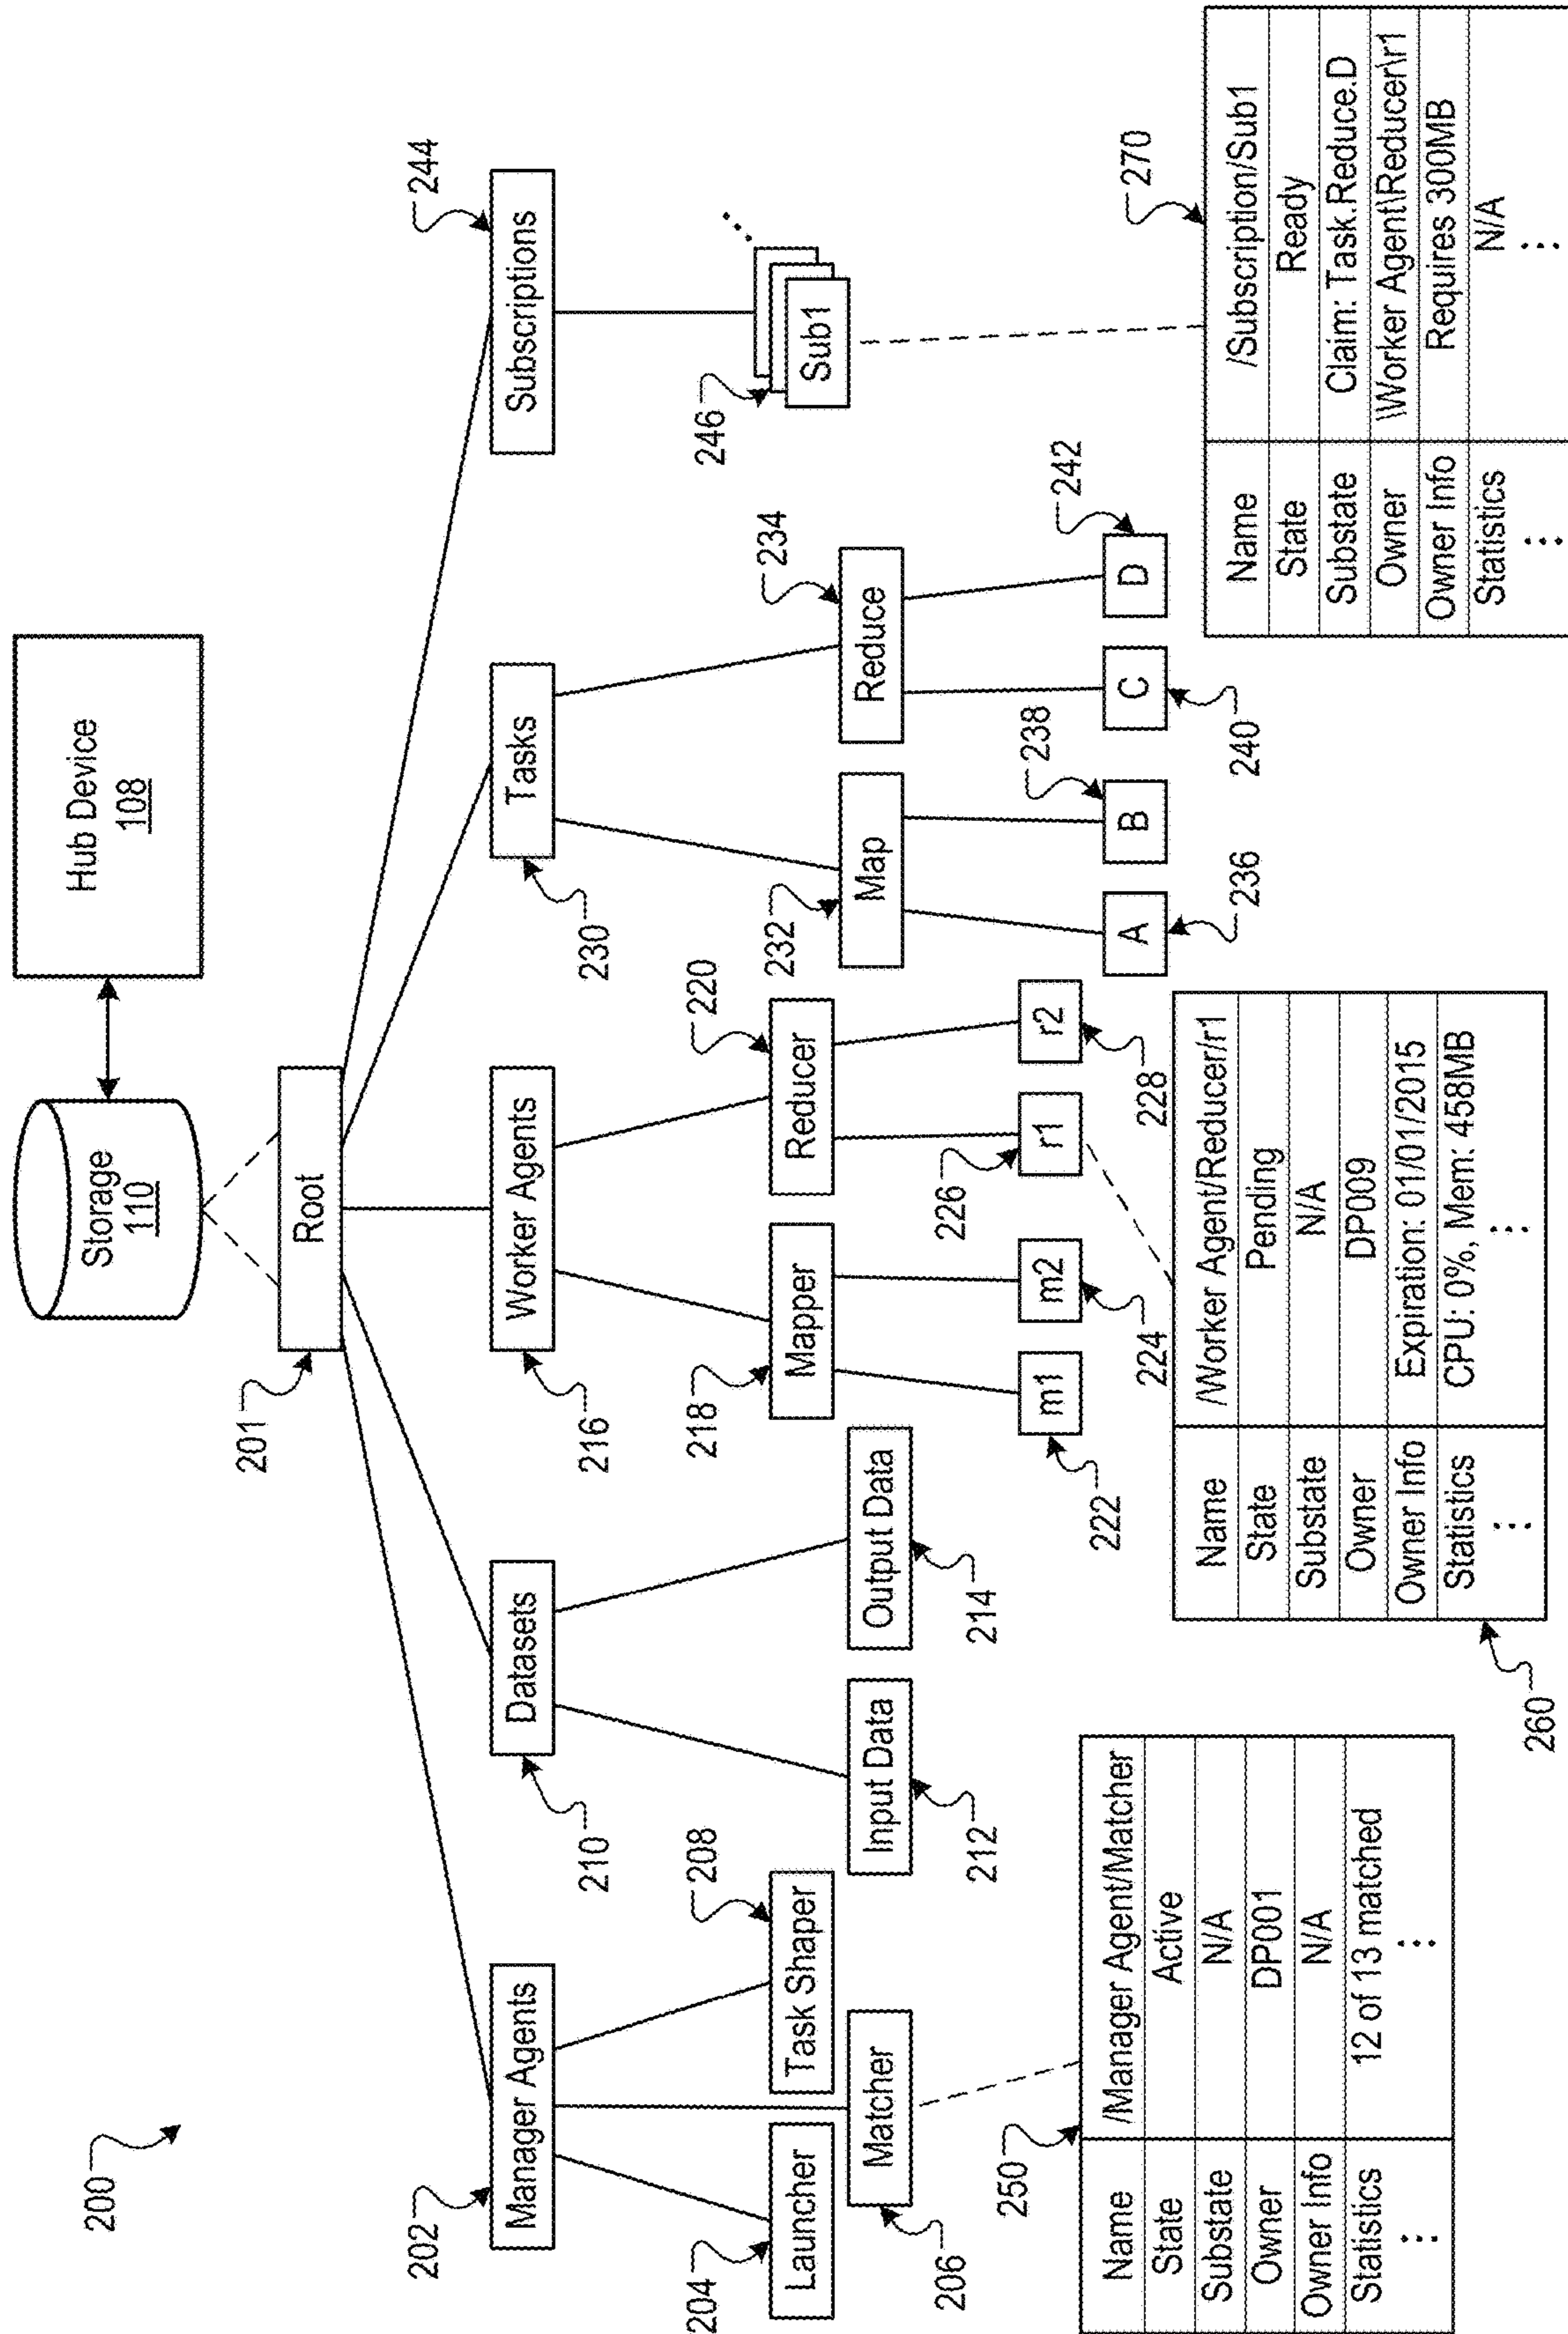 200
Storage
110
Hub Device
108
201
Root
202
Manager Agents
210
Datasets
216
Worker Agents
230
Tasks
Subscriptions
244
204
Launcher
Task Shaper
208
206
Matcher
Input Data
212
Output Data
214
218
Mapper
Reducer
220
232
Map
Reduce
234
246
Sub1
m1
222
m2
224
226
r1
r2
228
A
236
B
238
C
240
D
242
250
Name /Manager Agent/Matcher
State Active
Substate N/A
Owner DP001
Owner Info N/A
Statistics 12 of 13 matched
⋮ ⋮
260
Name /Worker Agent/Reducer/r1
State Pending
Substate N/A
Owner DP009
Owner Info Expiration: 01/01/2015
Statistics CPU: 0%, Mem: 458MB
⋮ ⋮
270
Name /Subscription/Sub1
State Ready
Substate Claim: Task.Reduce.D
Owner \Worker Agent\Reducer\r1
Owner Info Requires 300MB
Statistics N/A
⋮ ⋮